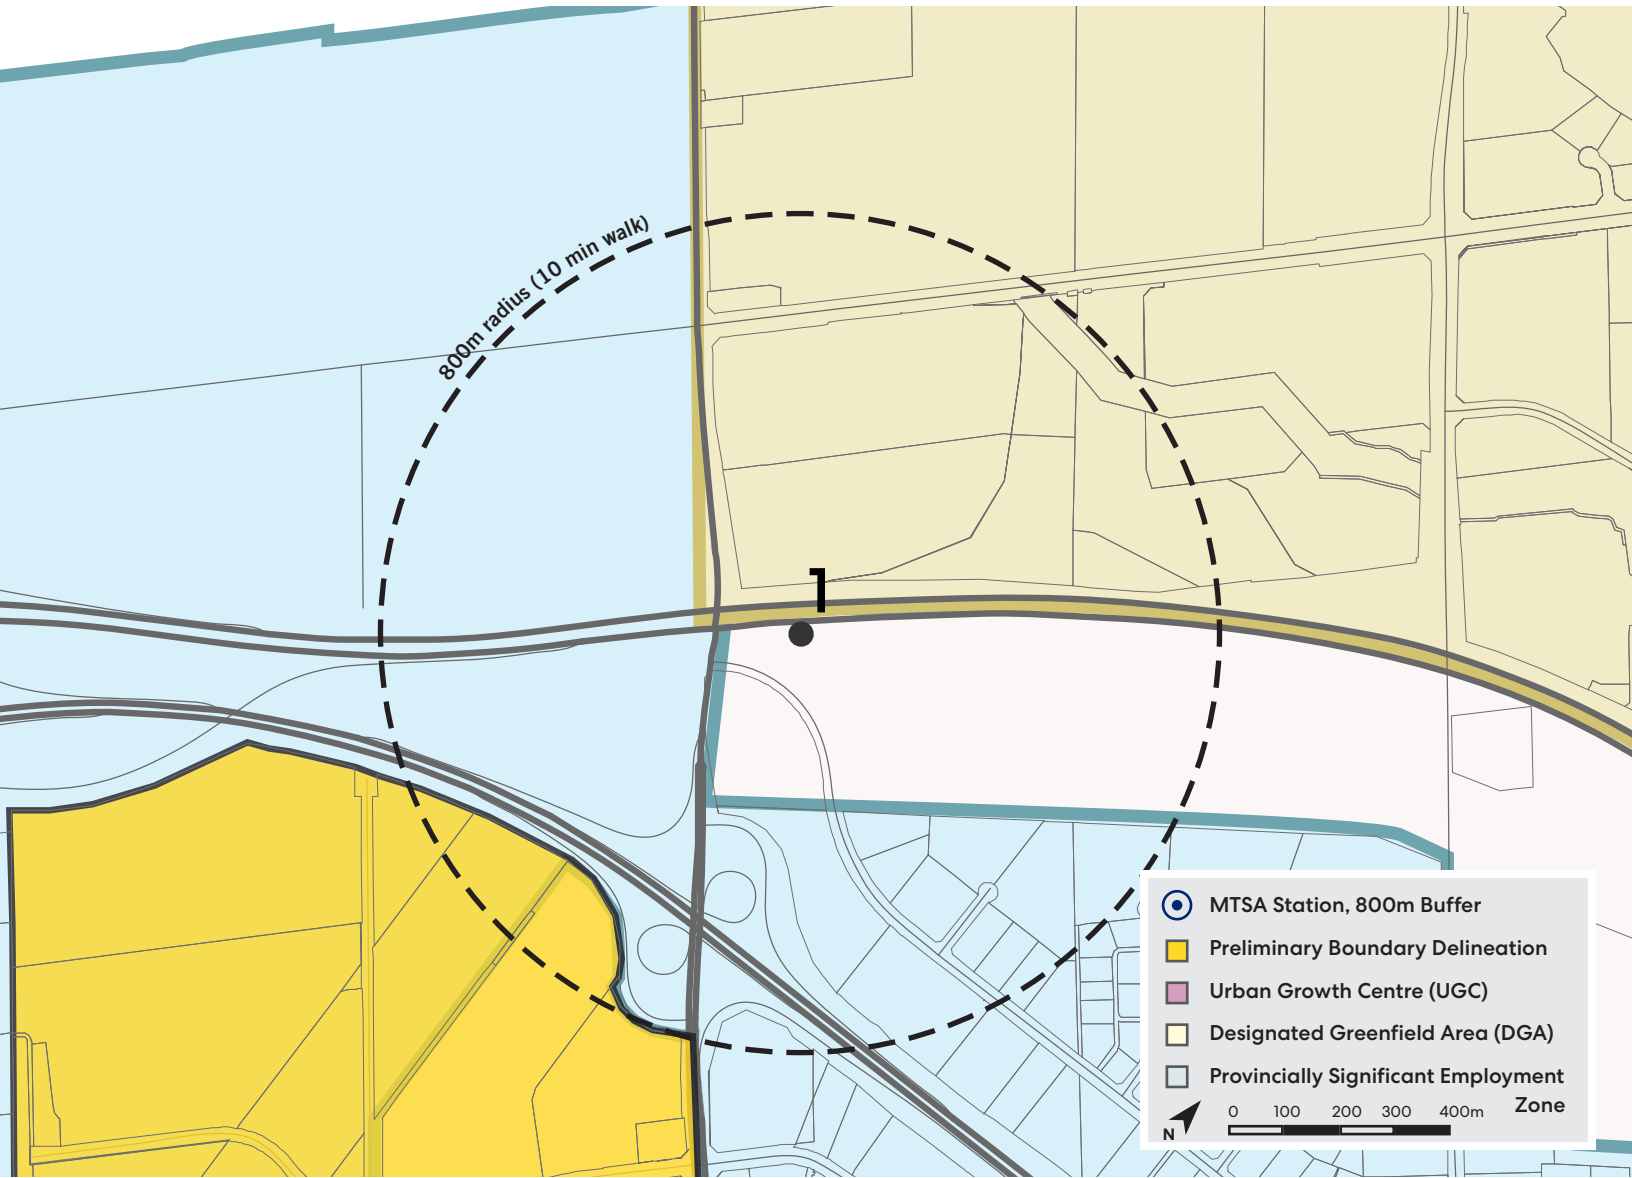 800m radius (10 min walk)
1
MTSA Station, 800m Buffer
Preliminary Boundary Delineation
Urban Growth Centre (UGC)
Designated Greenfield Area (DGA)
Provincially Significant Employment
Zone
N
0 100 200 300 400m